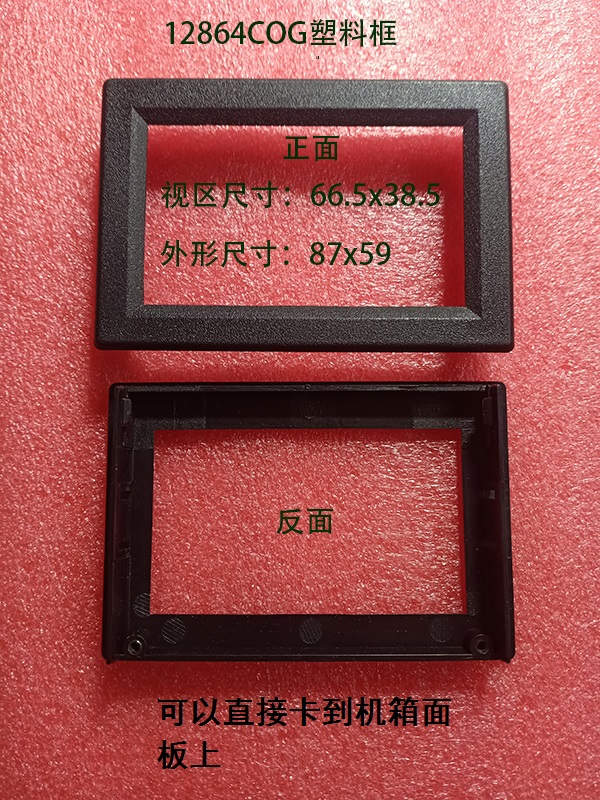 12864COG塑料框
正面
视区尺寸：66.5x38.5
外形尺寸：87x59
反面
可以直接卡到机箱面
板上